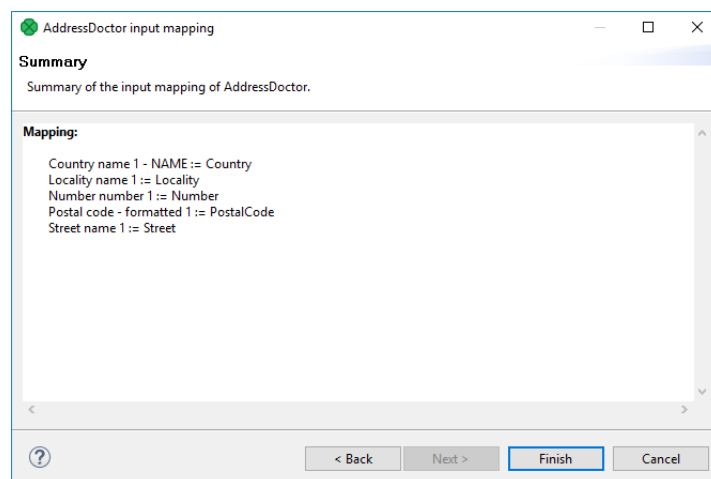 AddressDoctor input mapping
Summary
Summary of the input mapping of AddressDoctor.
Mapping:
Country name 1 - NAME := Country
Locality name 1 := Locality
Number number 1 := Number
Postal code - formatted 1 := PostalCode
Street name 1 := Street
? < Back Next > Finish Cancel